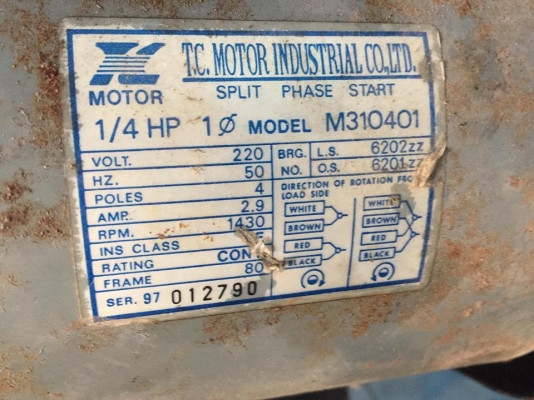 T.C. MOTOR INDUSTRIAL CO.,LTD.
MOTOR
SPLIT PHASE START
1/4 HP 1Ø MODEL M310401
VOLT. 220
HZ. 50
POLES 4
AMP. 2.9
RPM. 1430
INS CLASS E
RATING CON
FRAME 80
SER. 97 012790
BRG. L.S. 6202ZZ
NO. O.S. 6201ZZ
DIRECTION OF ROTATION
LOAD SIDE
WHITE
BROWN
RED
BLACK
WHITE
BROWN
RED
BLACK